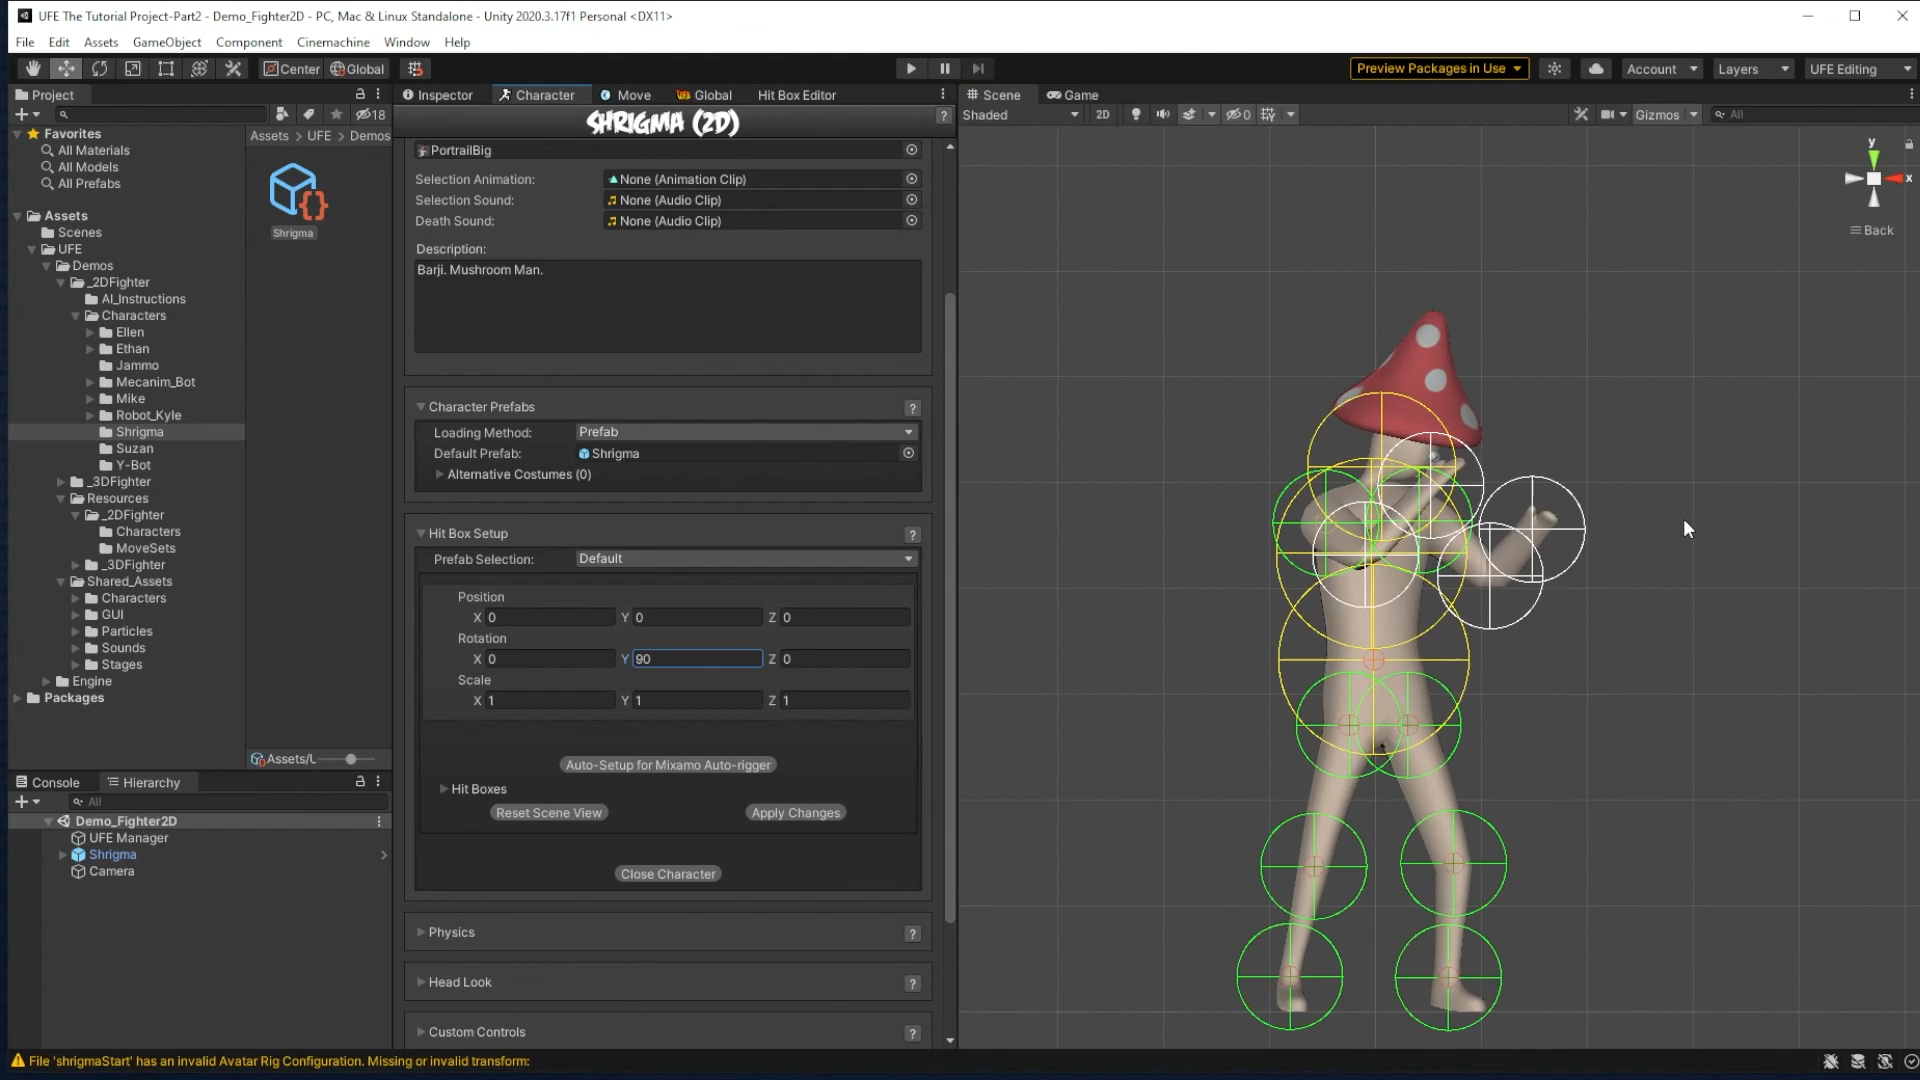 UFE The Tutorial Project-Part2 - Demo_Fighter2D - PC, Mac & Linux Standalone - Unity 2020.3.17f1 Personal <DX11>
File Edit Assets GameObject Component Cinemachine Window Help
Center Global Preview Packages in Use Account Layers UFE Editing
Project
18
Favorites
All Materials
All Models
All Prefabs
Assets
Scenes
UFE
Demos
_2DFighter
AI_Instructions
Characters
Ellen
Ethan
Jammo
Mecanim_Bot
Mike
Robot_Kyle
Shrigma
Suzan
Y-Bot
_3DFighter
Resources
_2DFighter
Characters
MoveSets
_3DFighter
Shared_Assets
Characters
GUI
Particles
Sounds
Stages
Engine
Packages
Assets > UFE > Demos
Shrigma
Assets/L
Console Hierarchy
All
Demo_Fighter2D
UFE Manager
Shrigma
Camera
Inspector Character Move Global Hit Box Editor
SHRIGMA (2D)
?
PortrailBig
Selection Animation: None (Animation Clip)
Selection Sound: None (Audio Clip)
Death Sound: None (Audio Clip)
Description:
Barji. Mushroom Man.
Character Prefabs ?
Loading Method: Prefab
Default Prefab: Shrigma
Alternative Costumes (0)
Hit Box Setup ?
Prefab Selection: Default
Position
X 0 Y 0 Z 0
Rotation
X 0 Y 90 Z 0
Scale
X 1 Y 1 Z 1
Auto-Setup for Mixamo Auto-rigger
Hit Boxes
Reset Scene View Apply Changes
Close Character
Physics ?
Head Look ?
Custom Controls ?
Scene Game
Shaded 2D 0 Gizmos All
y
x
Back
File 'shrigmaStart' has an invalid Avatar Rig Configuration. Missing or invalid transform: